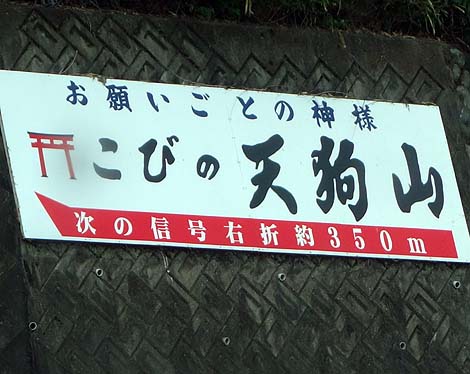 お願いごとの神様
こびの天狗山
次の信号右折約350m